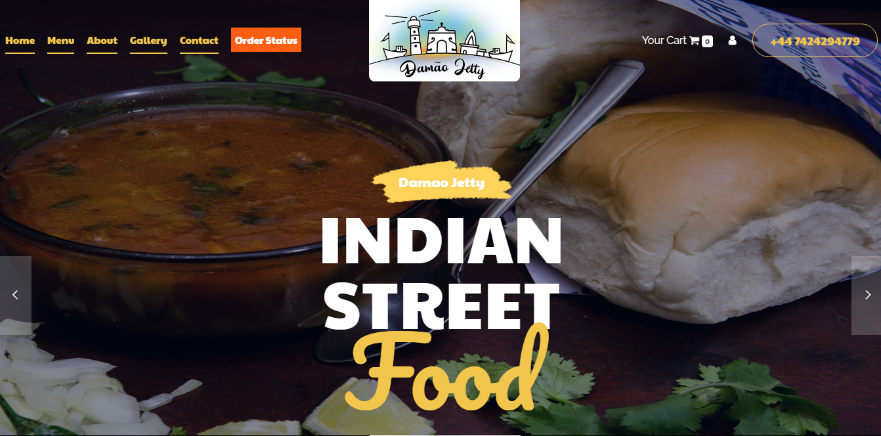 Home Menu About Gallery Contact Order Status
Damão Jetty
Your Cart 0
+44 7424294779
Damao Jetty
INDIAN
STREET
Food